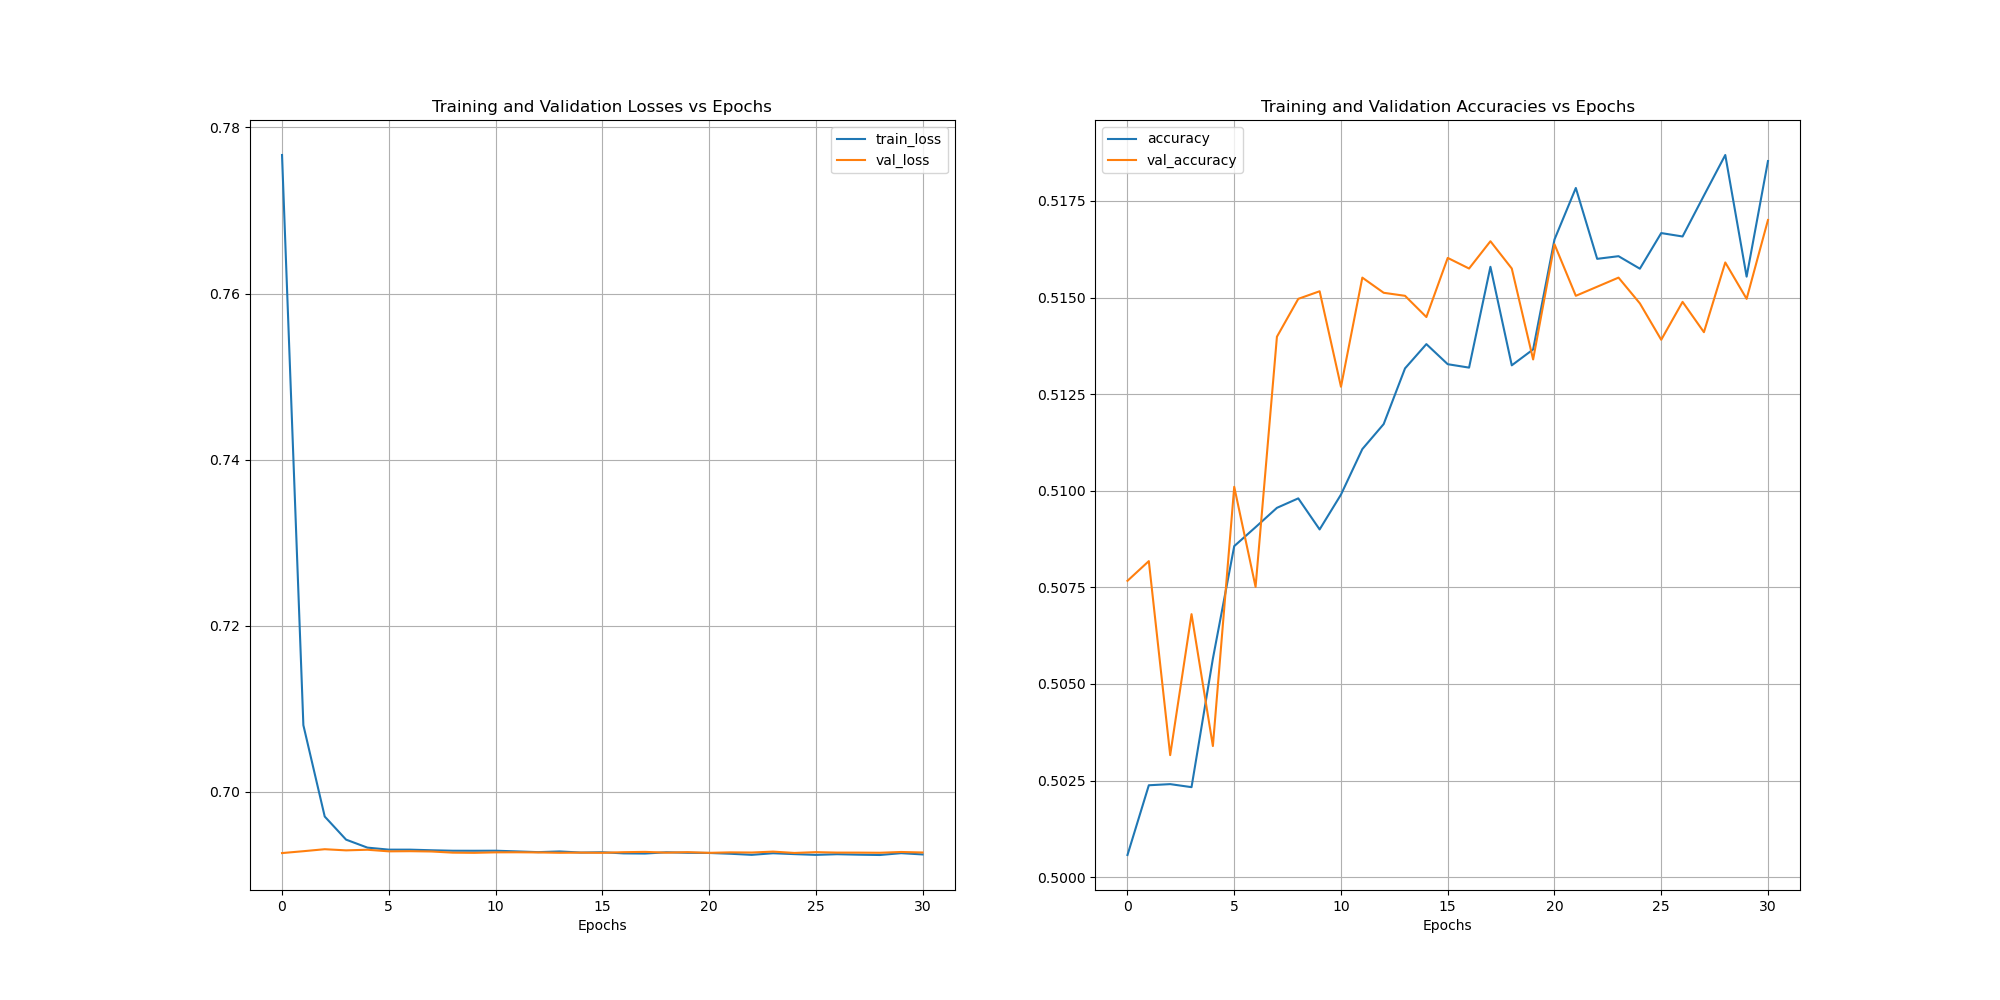 Training and Validation Losses vs Epochs
train_loss
val_loss
0.78
0.76
0.74
0.72
0.70
0 5 10 15 20 25 30
Epochs
Training and Validation Accuracies vs Epochs
accuracy
val_accuracy
0.5175
0.5150
0.5125
0.5100
0.5075
0.5050
0.5025
0.5000
0 5 10 15 20 25 30
Epochs